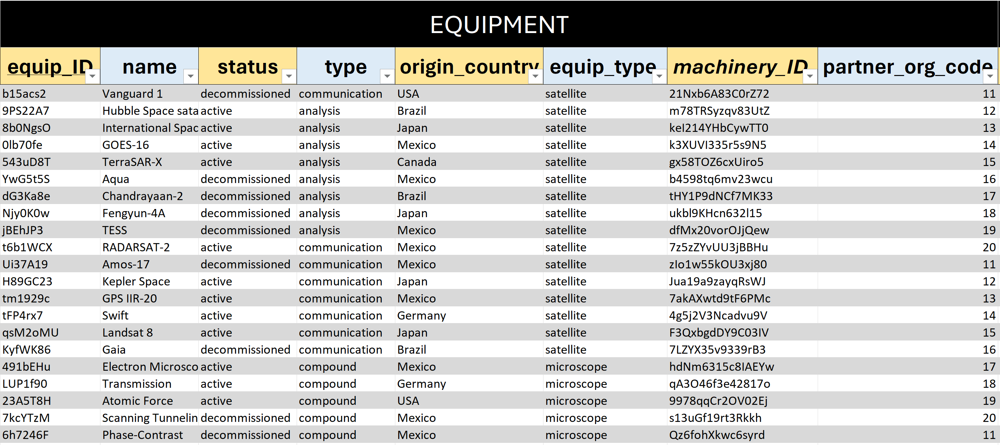 EQUIPMENT
equip_ID name status type origin_country equip_type machinery_ID partner_org_code
b15acs2 Vanguard 1 decommissioned communication USA satellite 21Nxb6A83C0rZ72 11
9PS22A7 Hubble Space sata active analysis Brazil satellite m78TRSyzqv83UtZ 12
8b0NgsO International Spac active analysis Japan satellite keI214YHbCywTT0 13
0lb70fe GOES-16 active analysis Mexico satellite k3XUVI335r5s9N5 14
543uD8T TerraSAR-X active analysis Canada satellite gx58TOZ6cxUiro5 15
YwG5t5S Aqua decommissioned analysis Mexico satellite b4598tq6mv23wcu 16
dG3Ka8e Chandrayaan-2 decommissioned analysis Brazil satellite tHY1P9dNCf7MK33 17
Njy0K0w Fengyun-4A decommissioned analysis Japan satellite ukbl9KHcn632l15 18
jBEhJP3 TESS decommissioned analysis Mexico satellite dfMx20vorOJjQew 19
t6b1WCX RADARSAT-2 active communication Mexico satellite 7z5zZYvUU3jBBHu 20
Ui37A19 Amos-17 decommissioned communication Mexico satellite zIo1w55kOU3xj80 11
H89GC23 Kepler Space active communication Japan satellite Jua19a9zayqRsWJ 12
tm1929c GPS IIR-20 active communication Mexico satellite 7akAXwtd9tF6PMc 13
tFP4rx7 Swift active communication Germany satellite 4g5j2V3Ncadvu9V 14
qsM2oMU Landsat 8 active communication Japan satellite F3QxbgdDY9C03IV 15
KyfWK86 Gaia decommissioned communication Brazil satellite 7LZYX35v9339rB3 16
491bEHu Electron Microsco active compound Mexico microscope hdNm6315c8IAEYw 17
LUP1f90 Transmission active compound Germany microscope qA3O46f3e42817o 18
23A5T8H Atomic Force active compound USA microscope 9978qqCr2OV02Ej 19
7kcYTzM Scanning Tunnelin decommissioned compound Mexico microscope s13uGf19rt3Rkkh 20
6h7246F Phase-Contrast decommissioned compound Mexico microscope Qz6fohXkwc6syrd 11